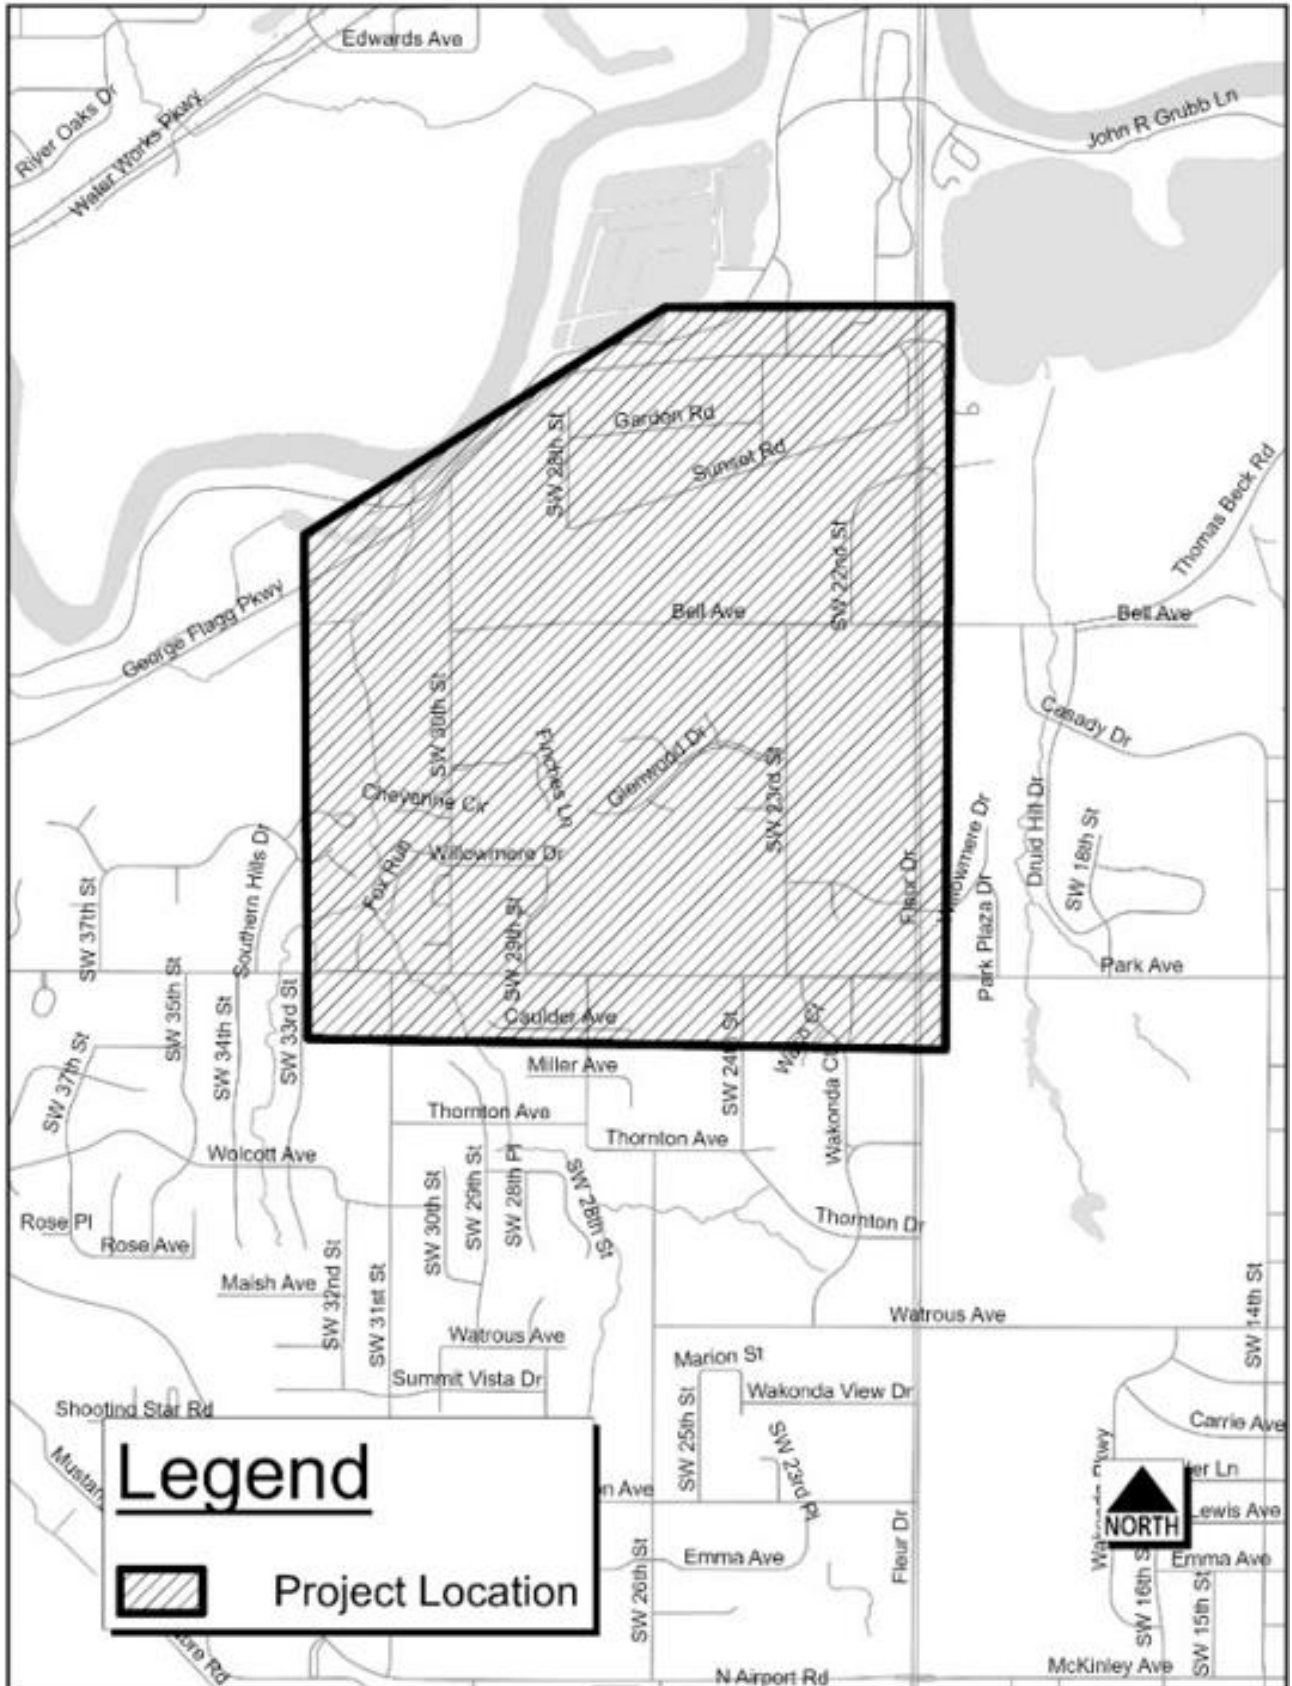 Edwards Ave
River Oaks Dr
Water Works Pkwy
John R Grubb Ln
Garden Rd
SW 28th St
Sunset Rd
Thomas Beck Rd
SW 22nd St
George Flagg Pkwy
Bell Ave
Bell Ave
SW 30th St
Finches Ln
Glenwood Dr
Casady Dr
Cheyenne Cir
SW 23rd St
Willowmere Dr
Druid Hill Dr
SW 18th St
Southern Hills Dr
Fox Run
Willowmere Dr
Fleur Dr
Park Plaza Dr
SW 37th St
SW 29th St
Park Ave
SW 35th St
SW 34th St
SW 33rd St
Caulder Ave
SW 24th St
SW 37th St
Miller Ave
Thornton Ave
Thornton Ave
Wolcott Ave
SW 30th St
SW 29th St
SW 28th Pl
SW 28th St
Rose Pl
Rose Ave
Thornton Dr
Maish Ave
SW 32nd St
SW 31st St
Watrous Ave
SW 14th St
Watrous Ave
Marion St
Summit Vista Dr
Wakonda View Dr
Shooting Star Rd
SW 25th St
SW 23rd Pl
Carrie Ave
Legend
Project Location
Wakonda Pkwy
NORTH
Lewis Ave
Fleur Dr
Emma Ave
Emma Ave
SW 26th St
SW 16th St
SW 15th St
McKinley Ave
N Airport Rd